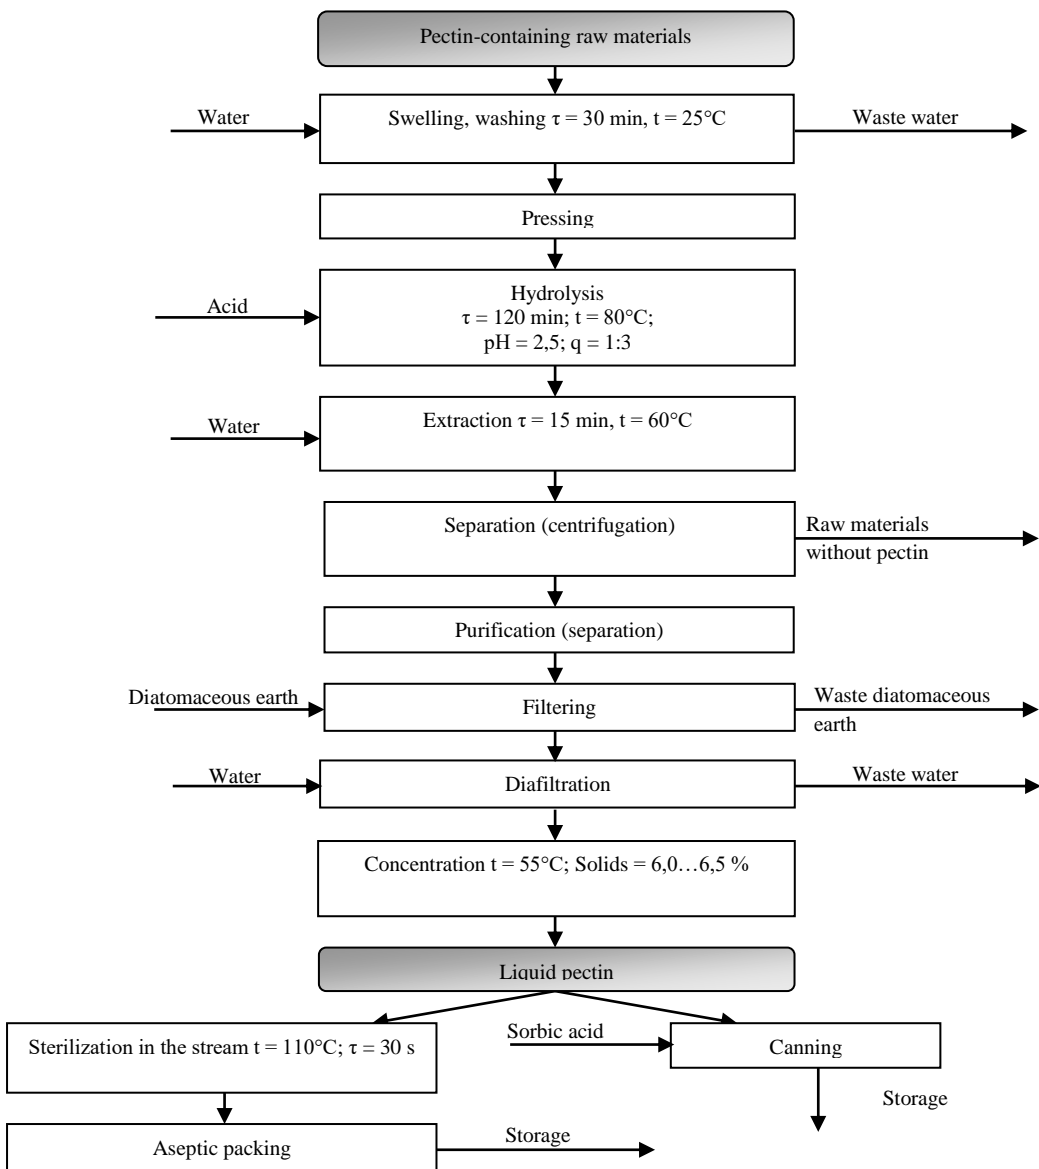 Pectin-containing raw materials
Water
Swelling, washing τ = 30 min, t = 25°C
Waste water
Pressing
Acid
Hydrolysis
τ = 120 min; t = 80°C;
pH = 2,5; q = 1:3
Water
Extraction τ = 15 min, t = 60°C
Separation (centrifugation)
Raw materials
without pectin
Purification (separation)
Diatomaceous earth
Filtering
Waste diatomaceous
earth
Water
Diafiltration
Waste water
Concentration t = 55°C; Solids = 6,0…6,5 %
Liquid pectin
Sterilization in the stream t = 110°C; τ = 30 s
Sorbic acid
Canning
Storage
Aseptic packing
Storage